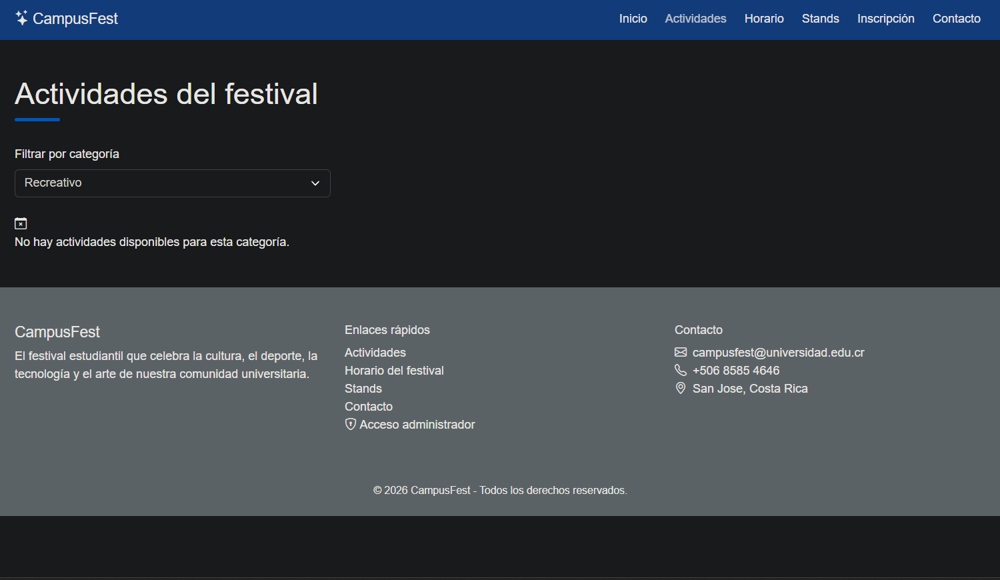 CampusFest
Inicio
Actividades
Horario
Stands
Inscripción
Contacto
Actividades del festival
Filtrar por categoría
Recreativo
No hay actividades disponibles para esta categoría.
CampusFest
El festival estudiantil que celebra la cultura, el deporte, la
tecnología y el arte de nuestra comunidad universitaria.
Enlaces rápidos
Actividades
Horario del festival
Stands
Contacto
Acceso administrador
Contacto
campusfest@universidad.edu.cr
+506 8585 4646
San Jose, Costa Rica
© 2026 CampusFest - Todos los derechos reservados.